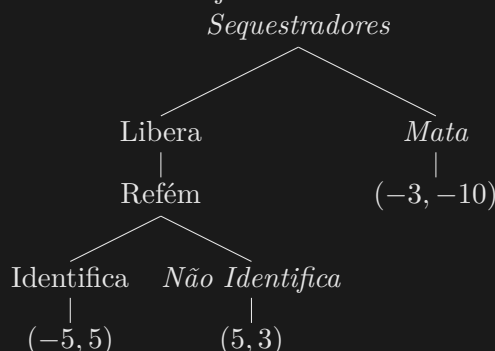 Sequestradores
Libera Mata
Refém (−3, −10)
Identifica Não Identifica
(−5, 5) (5, 3)